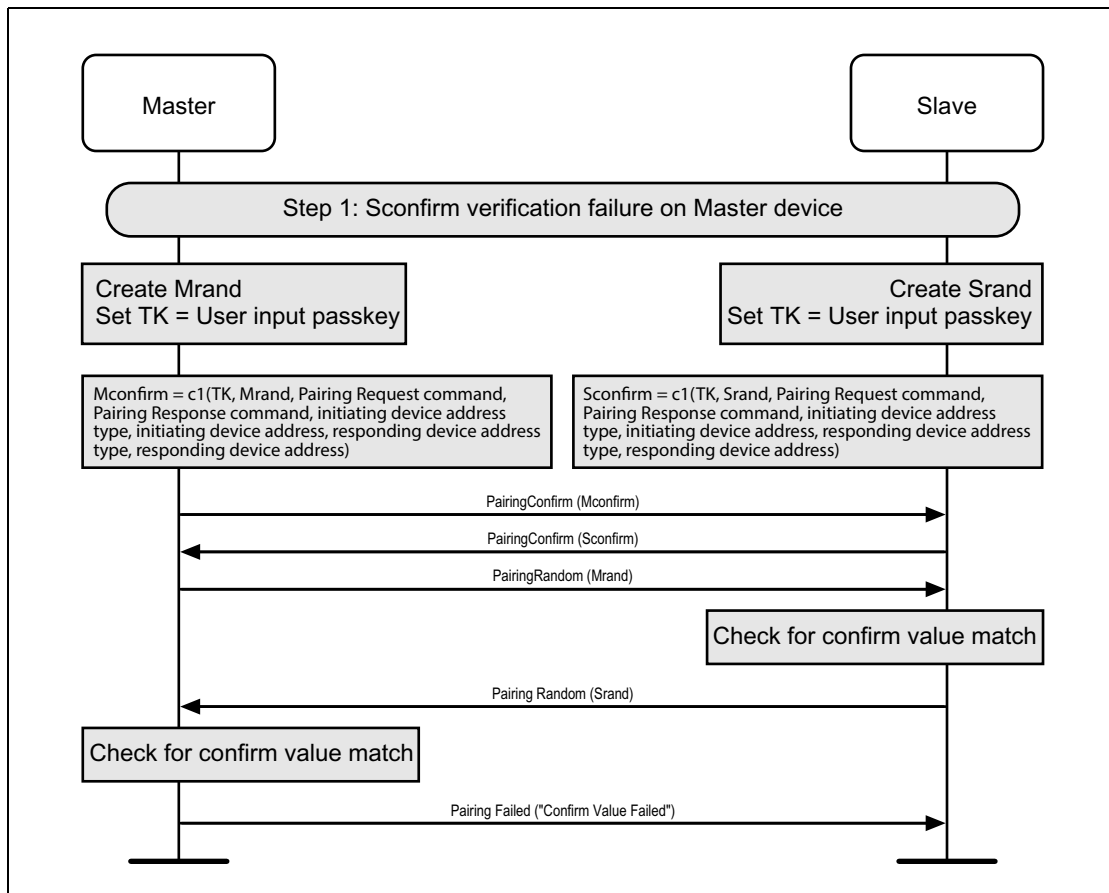 Master
Slave
Step 1: Sconfirm verification failure on Master device
Create Mrand
Set TK = User input passkey
Create Srand
Set TK = User input passkey
Mconfirm = c1(TK, Mrand, Pairing Request command,
Pairing Response command, initiating device address
type, initiating device address, responding device address
type, responding device address)
Sconfirm = c1(TK, Srand, Pairing Request command,
Pairing Response command, initiating device address
type, initiating device address, responding device address
type, responding device address)
PairingConfirm (Mconfirm)
PairingConfirm (Sconfirm)
PairingRandom (Mrand)
Check for confirm value match
Pairing Random (Srand)
Check for confirm value match
Pairing Failed ("Confirm Value Failed")